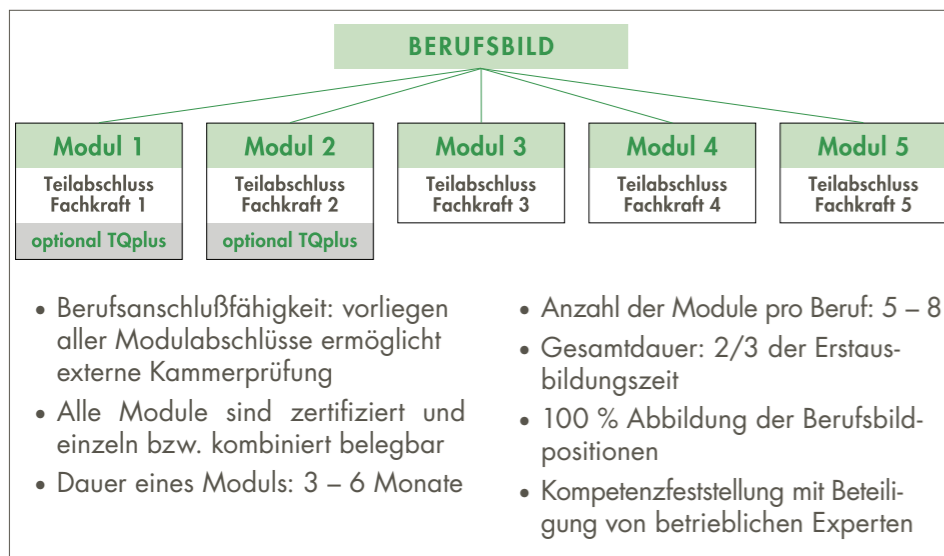 BERUFSBILD
Modul 1
Teilabschluss
Fachkraft 1
optional TQplus
Modul 2
Teilabschluss
Fachkraft 2
optional TQplus
Modul 3
Teilabschluss
Fachkraft 3
Modul 4
Teilabschluss
Fachkraft 4
Modul 5
Teilabschluss
Fachkraft 5
• Berufsanschlußfähigkeit: vorliegen
aller Modulabschlüsse ermöglicht
externe Kammerprüfung
• Alle Module sind zertifiziert und
einzeln bzw. kombiniert belegbar
• Dauer eines Moduls: 3 – 6 Monate
• Anzahl der Module pro Beruf: 5 – 8
• Gesamtdauer: 2/3 der Erstaus-
bildungszeit
• 100 % Abbildung der Berufsbild-
positionen
• Kompetenzfeststellung mit Beteili-
gung von betrieblichen Experten